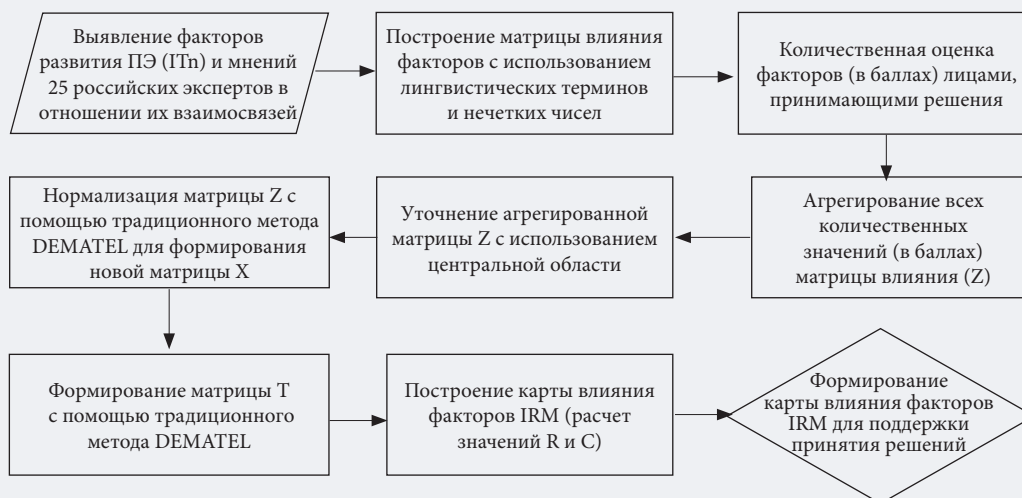 Выявление факторов
развития ПЭ (ITn) и мнений
25 российских экспертов в
отношении их взаимосвязей
Построение матрицы влияния
факторов с использованием
лингвистических терминов
и нечетких чисел
Количественная оценка
факторов (в баллах) лицами,
принимающими решения
Агрегирование всех
количественных
значений (в баллах)
матрицы влияния (Z)
Уточнение агрегированной
матрицы Z с использованием
центральной области
Нормализация матрицы Z с
помощью традиционного метода
DEMATEL для формирования
новой матрицы X
Формирование матрицы T
с помощью традиционного
метода DEMATEL
Построение карты влияния
факторов IRM (расчет
значений R и C)
Формирование
карты влияния факторов
IRM для поддержки
принятия решений